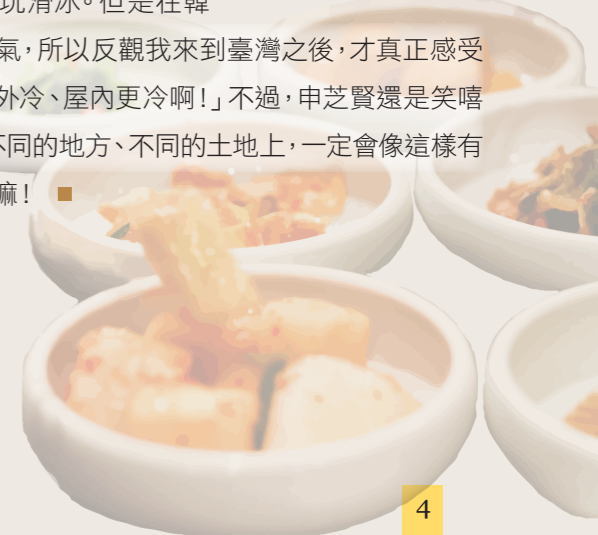 玩滑冰。但是在韓
氣,所以反觀我來到臺灣之後,才真正感受
外冷、屋內更冷啊!」不過,申芝賢還是笑嘻
不同的地方、不同的土地上,一定會像這樣有
嘛! ■
4